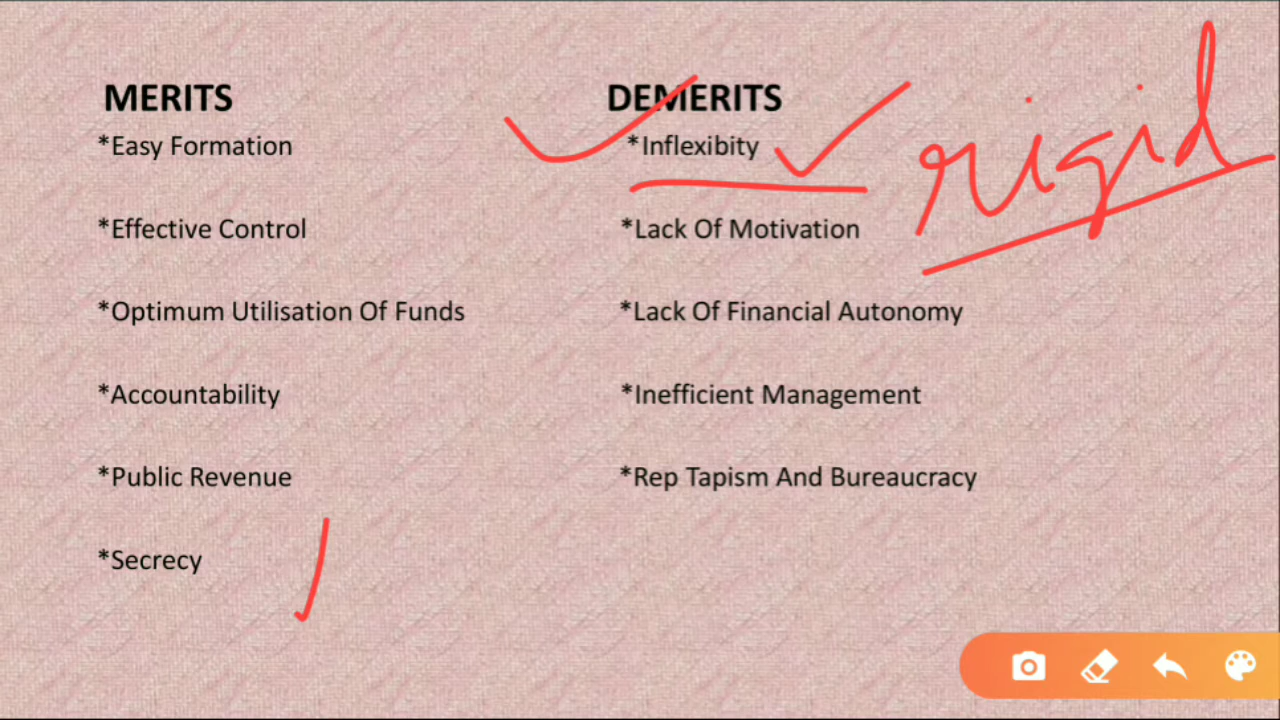 MERITS
*Easy Formation
*Effective Control
*Optimum Utilisation Of Funds
*Accountability
*Public Revenue
*Secrecy
DEMERITS
*Inflexibity
rigid
*Lack Of Motivation
*Lack Of Financial Autonomy
*Inefficient Management
*Rep Tapism And Bureaucracy